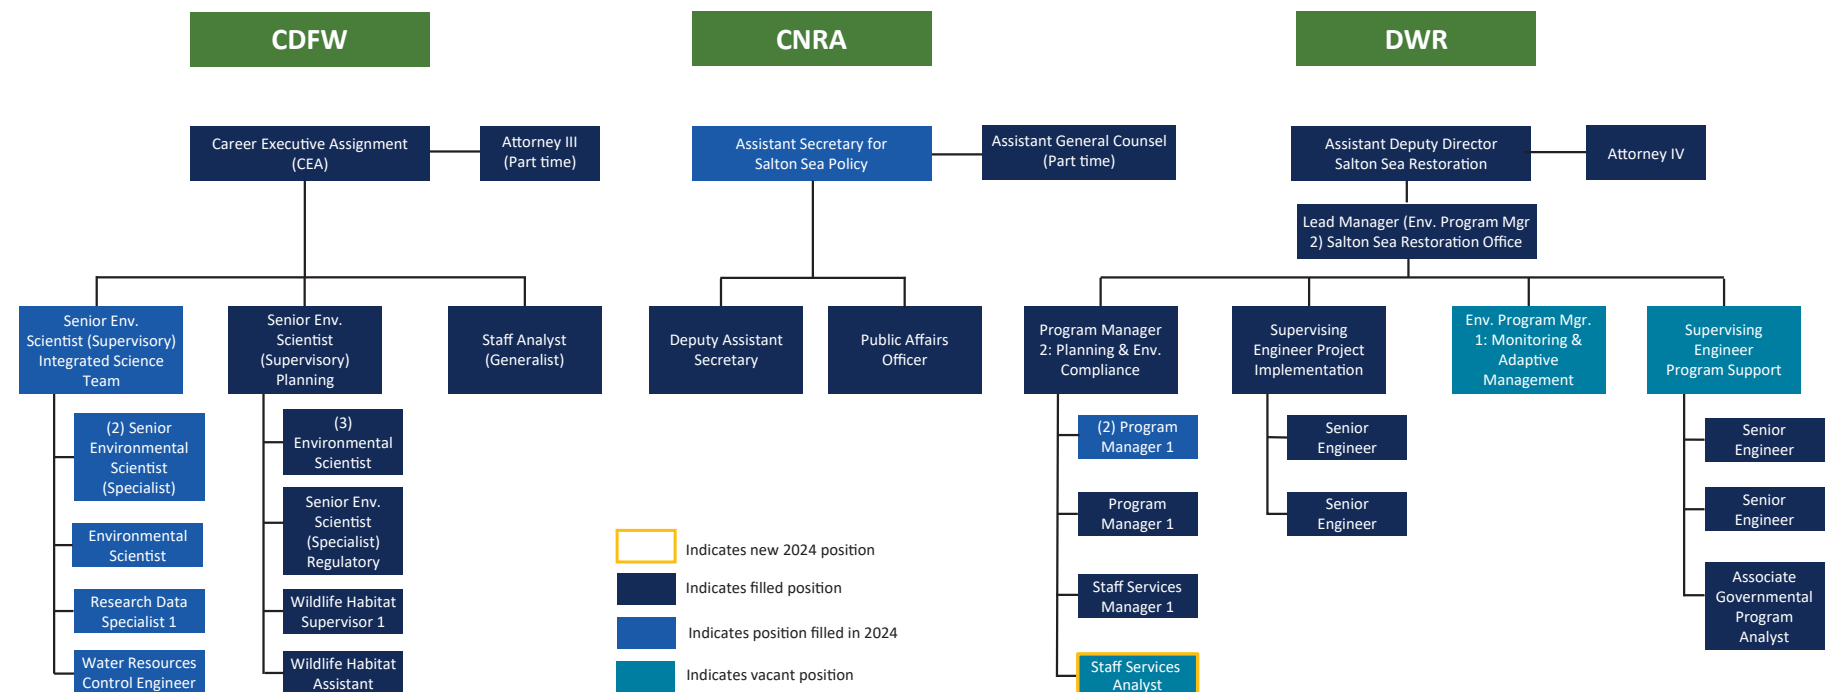 CDFW
CNRA
DWR
Career Executive Assignment
(CEA)
Attorney III
(Part time)
Assistant Secretary for
Salton Sea Policy
Assistant General Counsel
(Part time)
Assistant Deputy Director
Salton Sea Restoration
Attorney IV
Lead Manager (Env. Program Mgr
2) Salton Sea Restoration Office
Senior Env.
Scientist (Supervisory)
Integrated Science
Team
Senior Env.
Scientist
(Supervisory)
Planning
Staff Analyst
(Generalist)
Deputy Assistant
Secretary
Public Affairs
Officer
Program Manager
2: Planning & Env.
Compliance
Supervising
Engineer Project
Implementation
Env. Program Mgr.
1: Monitoring &
Adaptive
Management
Supervising
Engineer
Program Support
(2) Senior
Environmental
Scientist
(Specialist)
Environmental
Scientist
Research Data
Specialist 1
Water Resources
Control Engineer
(3)
Environmental
Scientist
Senior Env.
Scientist
(Specialist)
Regulatory
Wildlife Habitat
Supervisor 1
Wildlife Habitat
Assistant
Indicates new 2024 position
Indicates filled position
Indicates position filled in 2024
Indicates vacant position
(2) Program
Manager 1
Program
Manager 1
Staff Services
Manager 1
Staff Services
Analyst
Senior
Engineer
Senior
Engineer
Senior
Engineer
Senior
Engineer
Associate
Governmental
Program
Analyst